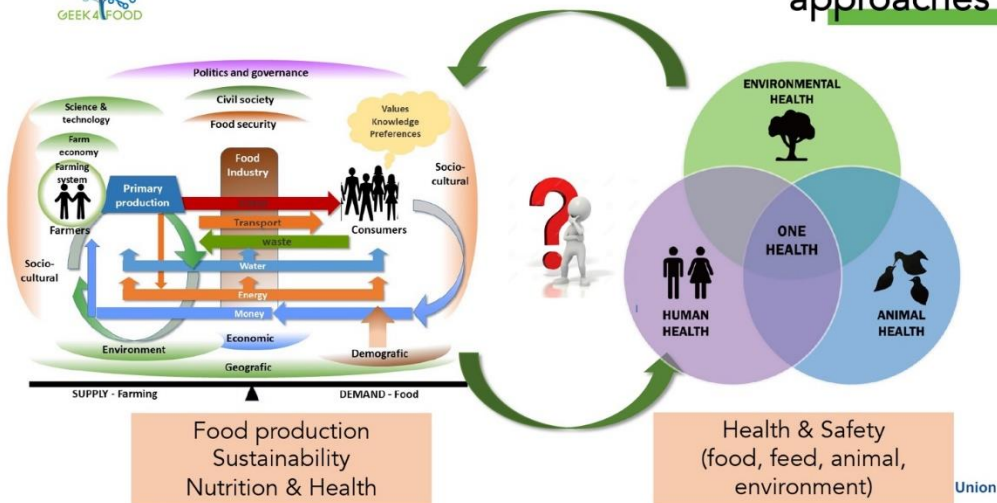 GEEK4FOOD
approaches
Politics and governance
Civil society
Food security
Science &
technology
Farm
economy
Farming
system
Farmers
Primary
production
Food
Industry
Values
Knowledge
Preferences
Consumers
Socio-
cultural
Transport
waste
Water
Energy
Money
Socio-
cultural
Environment
Economic
Demografic
Geografic
SUPPLY - Farming
DEMAND - Food
Food production
Sustainability
Nutrition & Health
ENVIRONMENTAL
HEALTH
ONE
HEALTH
HUMAN
HEALTH
ANIMAL
HEALTH
Health & Safety
(food, feed, animal,
environment)
Union